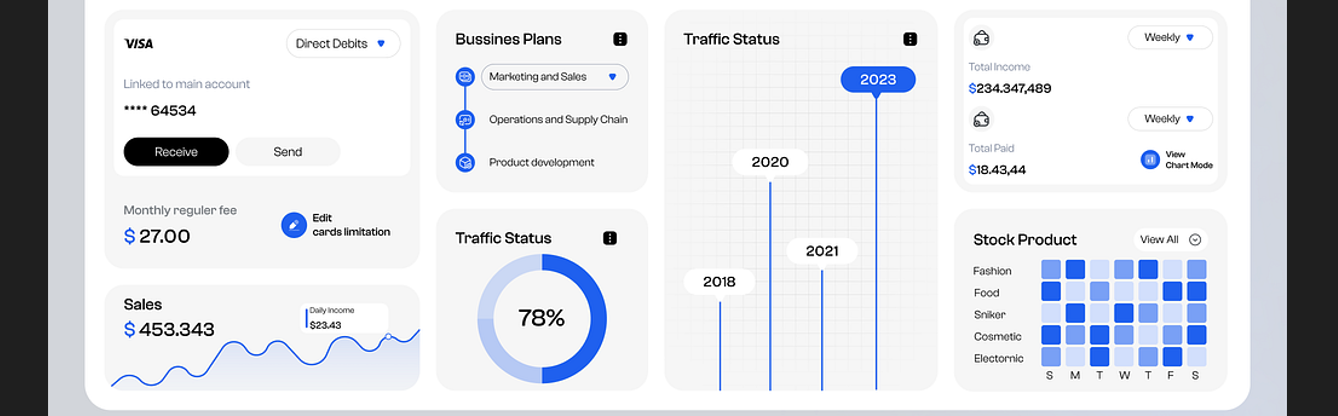 VISA
Direct Debits
Linked to main account
**** 64534
Receive
Send
Monthly reguler fee
$ 27.00
Edit
cards limitation
Sales
$ 453.343
Daily Income
$23.43
Bussines Plans
Marketing and Sales
Operations and Supply Chain
Product development
Traffic Status
78%
Traffic Status
2023
2020
2021
2018
Weekly
Total Income
$234.347,489
Weekly
Total Paid
$18.43,44
View
Chart Mode
Stock Product
View All
Fashion
Food
Sniker
Cosmetic
Electornic
S M T W T F S